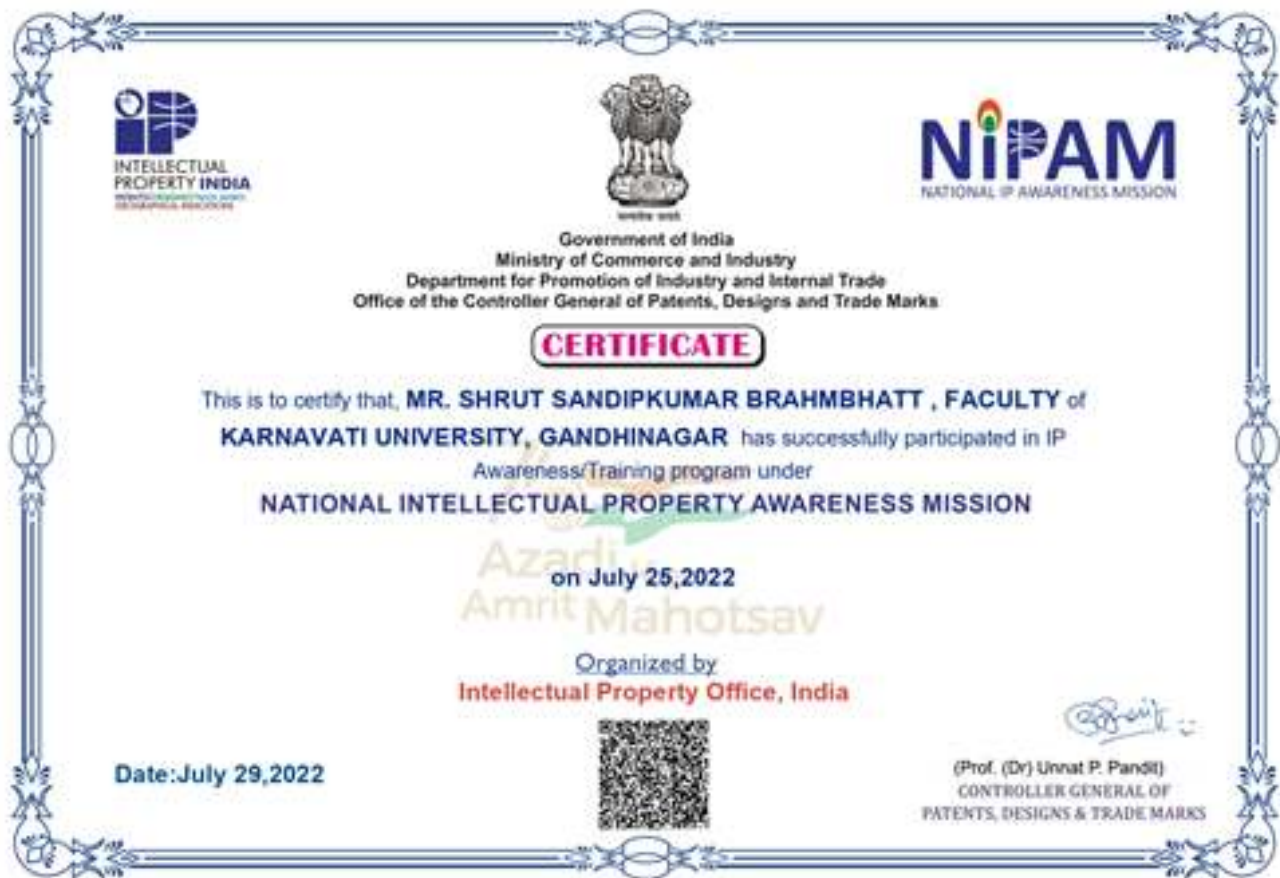 iP
INTELLECTUAL
PROPERTY INDIA
GEOGRAPHICAL INDICATIONS
NiPAM
NATIONAL IP AWARENESS MISSION
Government of India
Ministry of Commerce and Industry
Department for Promotion of Industry and Internal Trade
Office of the Controller General of Patents, Designs and Trade Marks
CERTIFICATE
This is to certify that, MR. SHRUT SANDIPKUMAR BRAHMBHATT , FACULTY of
KARNAVATI UNIVERSITY, GANDHINAGAR has successfully participated in IP
Awareness/Training program under
NATIONAL INTELLECTUAL PROPERTY AWARENESS MISSION
Azadi
on July 25,2022
Amrit Mahotsav
Organized by
Intellectual Property Office, India
Date:July 29,2022
(Prof. (Dr) Unnat P. Pandit)
CONTROLLER GENERAL OF
PATENTS, DESIGNS & TRADE MARKS